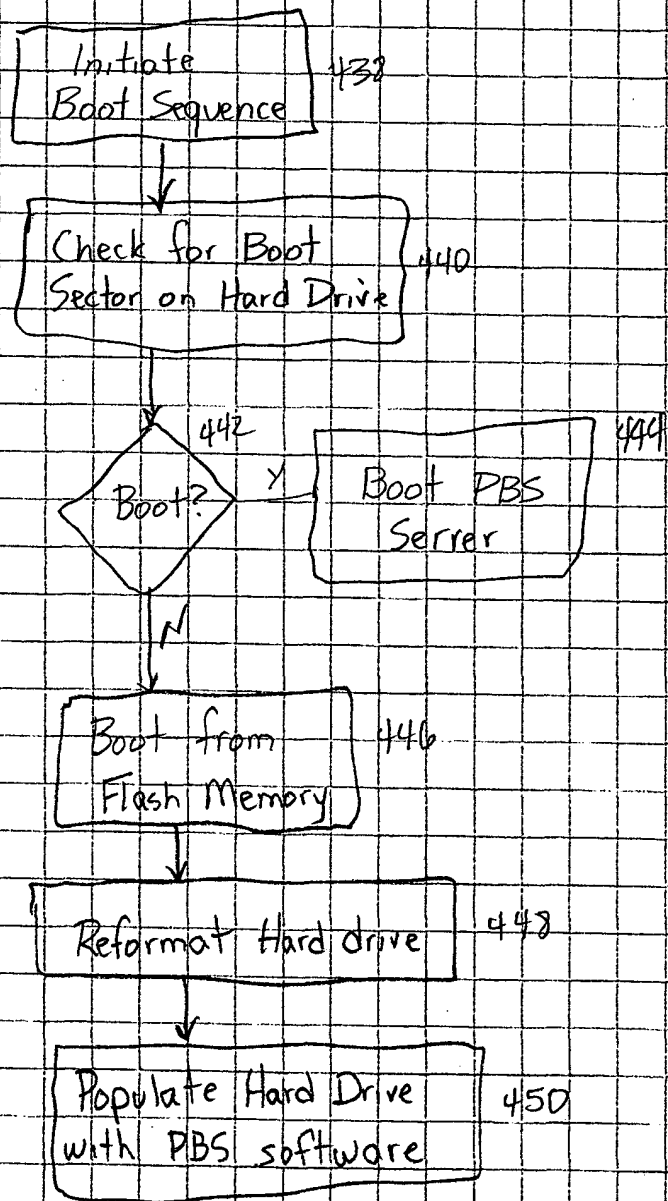 Initiate
Boot Sequence
438
Check for Boot
Sector on Hard Drive
440
442
Boot?
Y
Boot PBS
Server
444
N
Boot from
Flash Memory
446
Reformat Hard drive
448
Populate Hard Drive
with PBS software
450